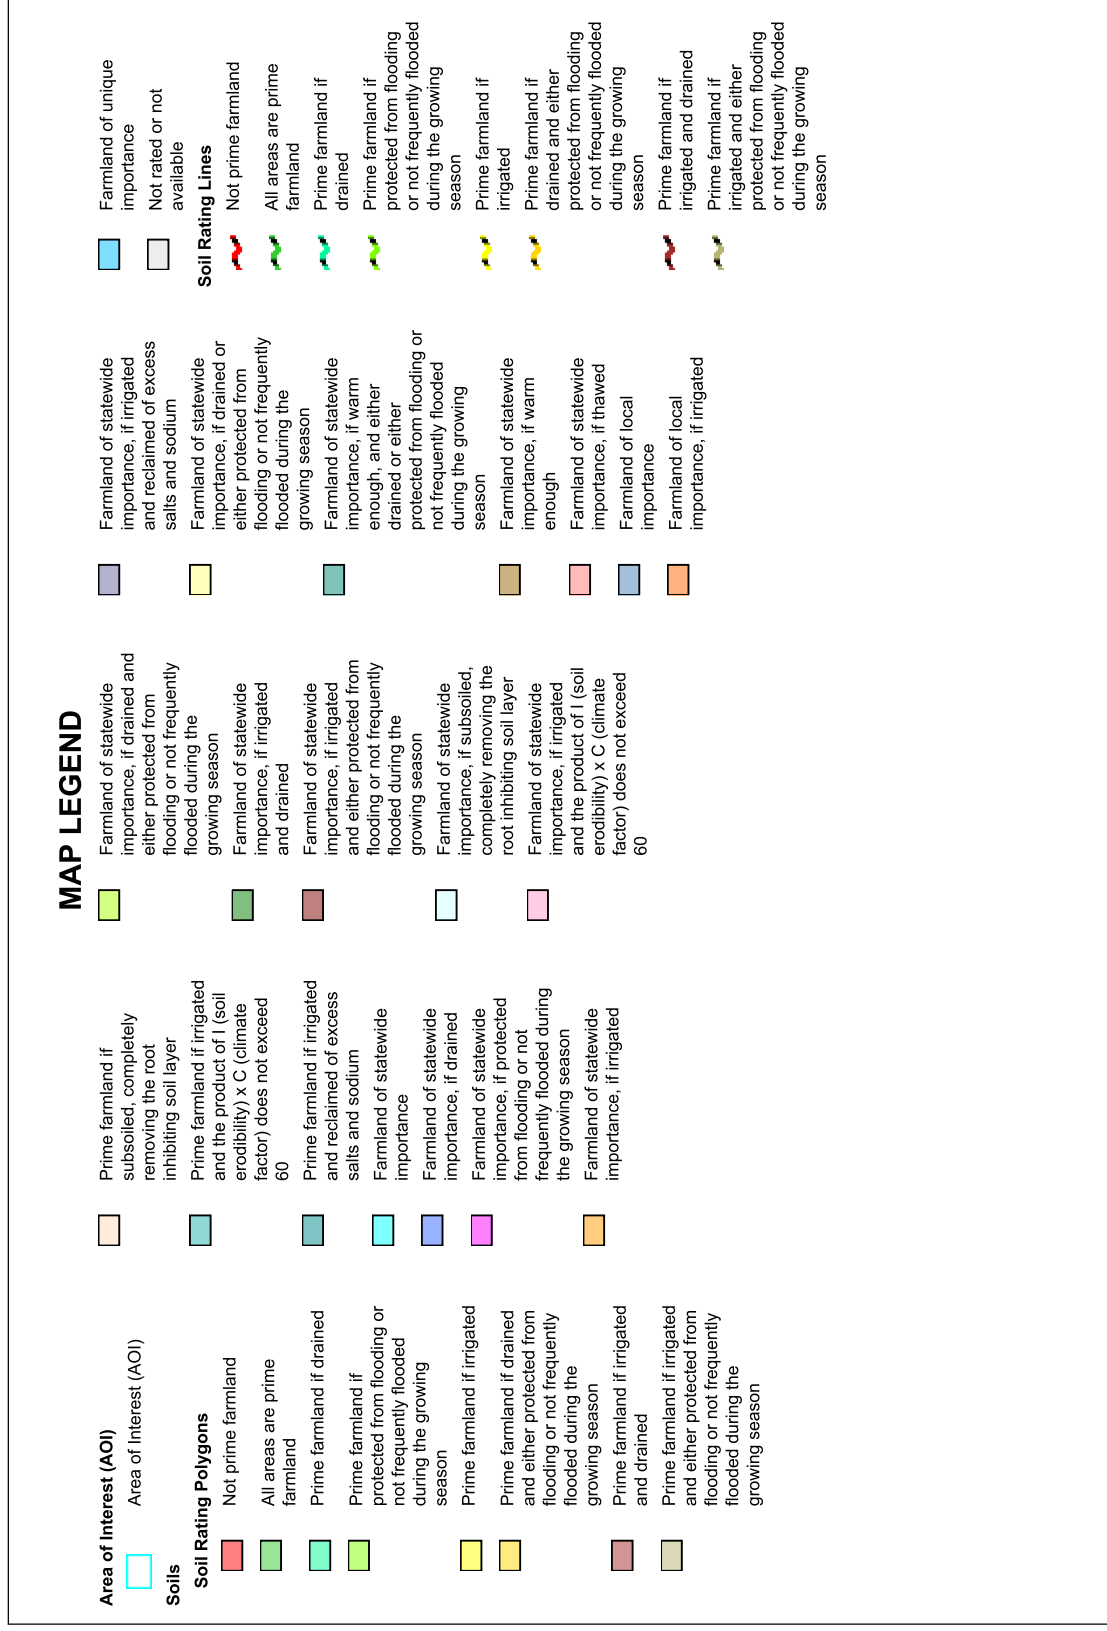 MAP LEGEND
Area of Interest (AOI)
Area of Interest (AOI)
Soils
Soil Rating Polygons
Not prime farmland
All areas are prime
farmland
Prime farmland if drained
Prime farmland if
protected from flooding or
not frequently flooded
during the growing
season
Prime farmland if irrigated
Prime farmland if drained
and either protected from
flooding or not frequently
flooded during the
growing season
Prime farmland if irrigated
and drained
Prime farmland if irrigated
and either protected from
flooding or not frequently
flooded during the
growing season
Prime farmland if
subsoiled, completely
removing the root
inhibiting soil layer
Prime farmland if irrigated
and the product of I (soil
erodibility) x C (climate
factor) does not exceed
60
Prime farmland if irrigated
and reclaimed of excess
salts and sodium
Farmland of statewide
importance
Farmland of statewide
importance, if drained
Farmland of statewide
importance, if protected
from flooding or not
frequently flooded during
the growing season
Farmland of statewide
importance, if irrigated
Farmland of statewide
importance, if drained and
either protected from
flooding or not frequently
flooded during the
growing season
Farmland of statewide
importance, if irrigated
and drained
Farmland of statewide
importance, if irrigated
and either protected from
flooding or not frequently
flooded during the
growing season
Farmland of statewide
importance, if subsoiled,
completely removing the
root inhibiting soil layer
Farmland of statewide
importance, if irrigated
and the product of I (soil
erodibility) x C (climate
factor) does not exceed
60
Farmland of statewide
importance, if irrigated
and reclaimed of excess
salts and sodium
Farmland of statewide
importance, if drained or
either protected from
flooding or not frequently
flooded during the
growing season
Farmland of statewide
importance, if warm
enough, and either
drained or either
protected from flooding or
not frequently flooded
during the growing
season
Farmland of statewide
importance, if warm
enough
Farmland of statewide
importance, if thawed
Farmland of local
importance
Farmland of local
importance, if irrigated
Farmland of unique
importance
Not rated or not
available
Soil Rating Lines
Not prime farmland
All areas are prime
farmland
Prime farmland if
drained
Prime farmland if
protected from flooding
or not frequently flooded
during the growing
season
Prime farmland if
irrigated
Prime farmland if
drained and either
protected from flooding
or not frequently flooded
during the growing
season
Prime farmland if
irrigated and drained
Prime farmland if
irrigated and either
protected from flooding
or not frequently flooded
during the growing
season